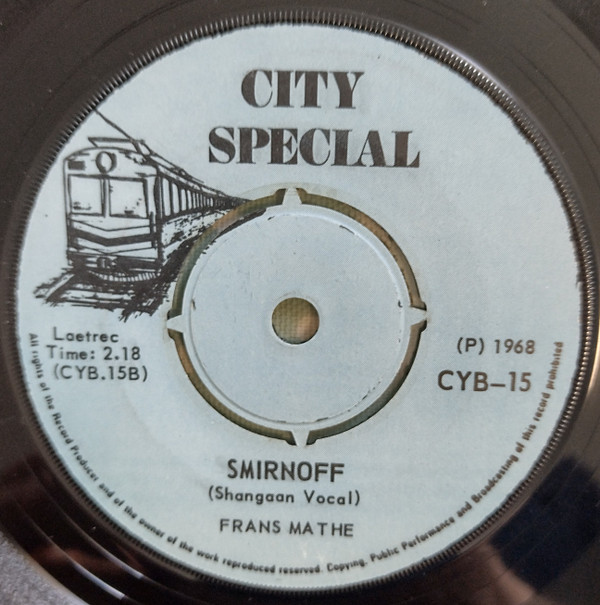 CITY
SPECIAL
Laetrec
Time: 2.18
(CYB.15B)
(P) 1968
CYB-15
SMIRNOFF
(Shangaan Vocal)
FRANS MATHE
All rights of the Record Producer and of the owner of the work reproduced reserved. Copying, Public Performance and Broadcasting of this record prohibited